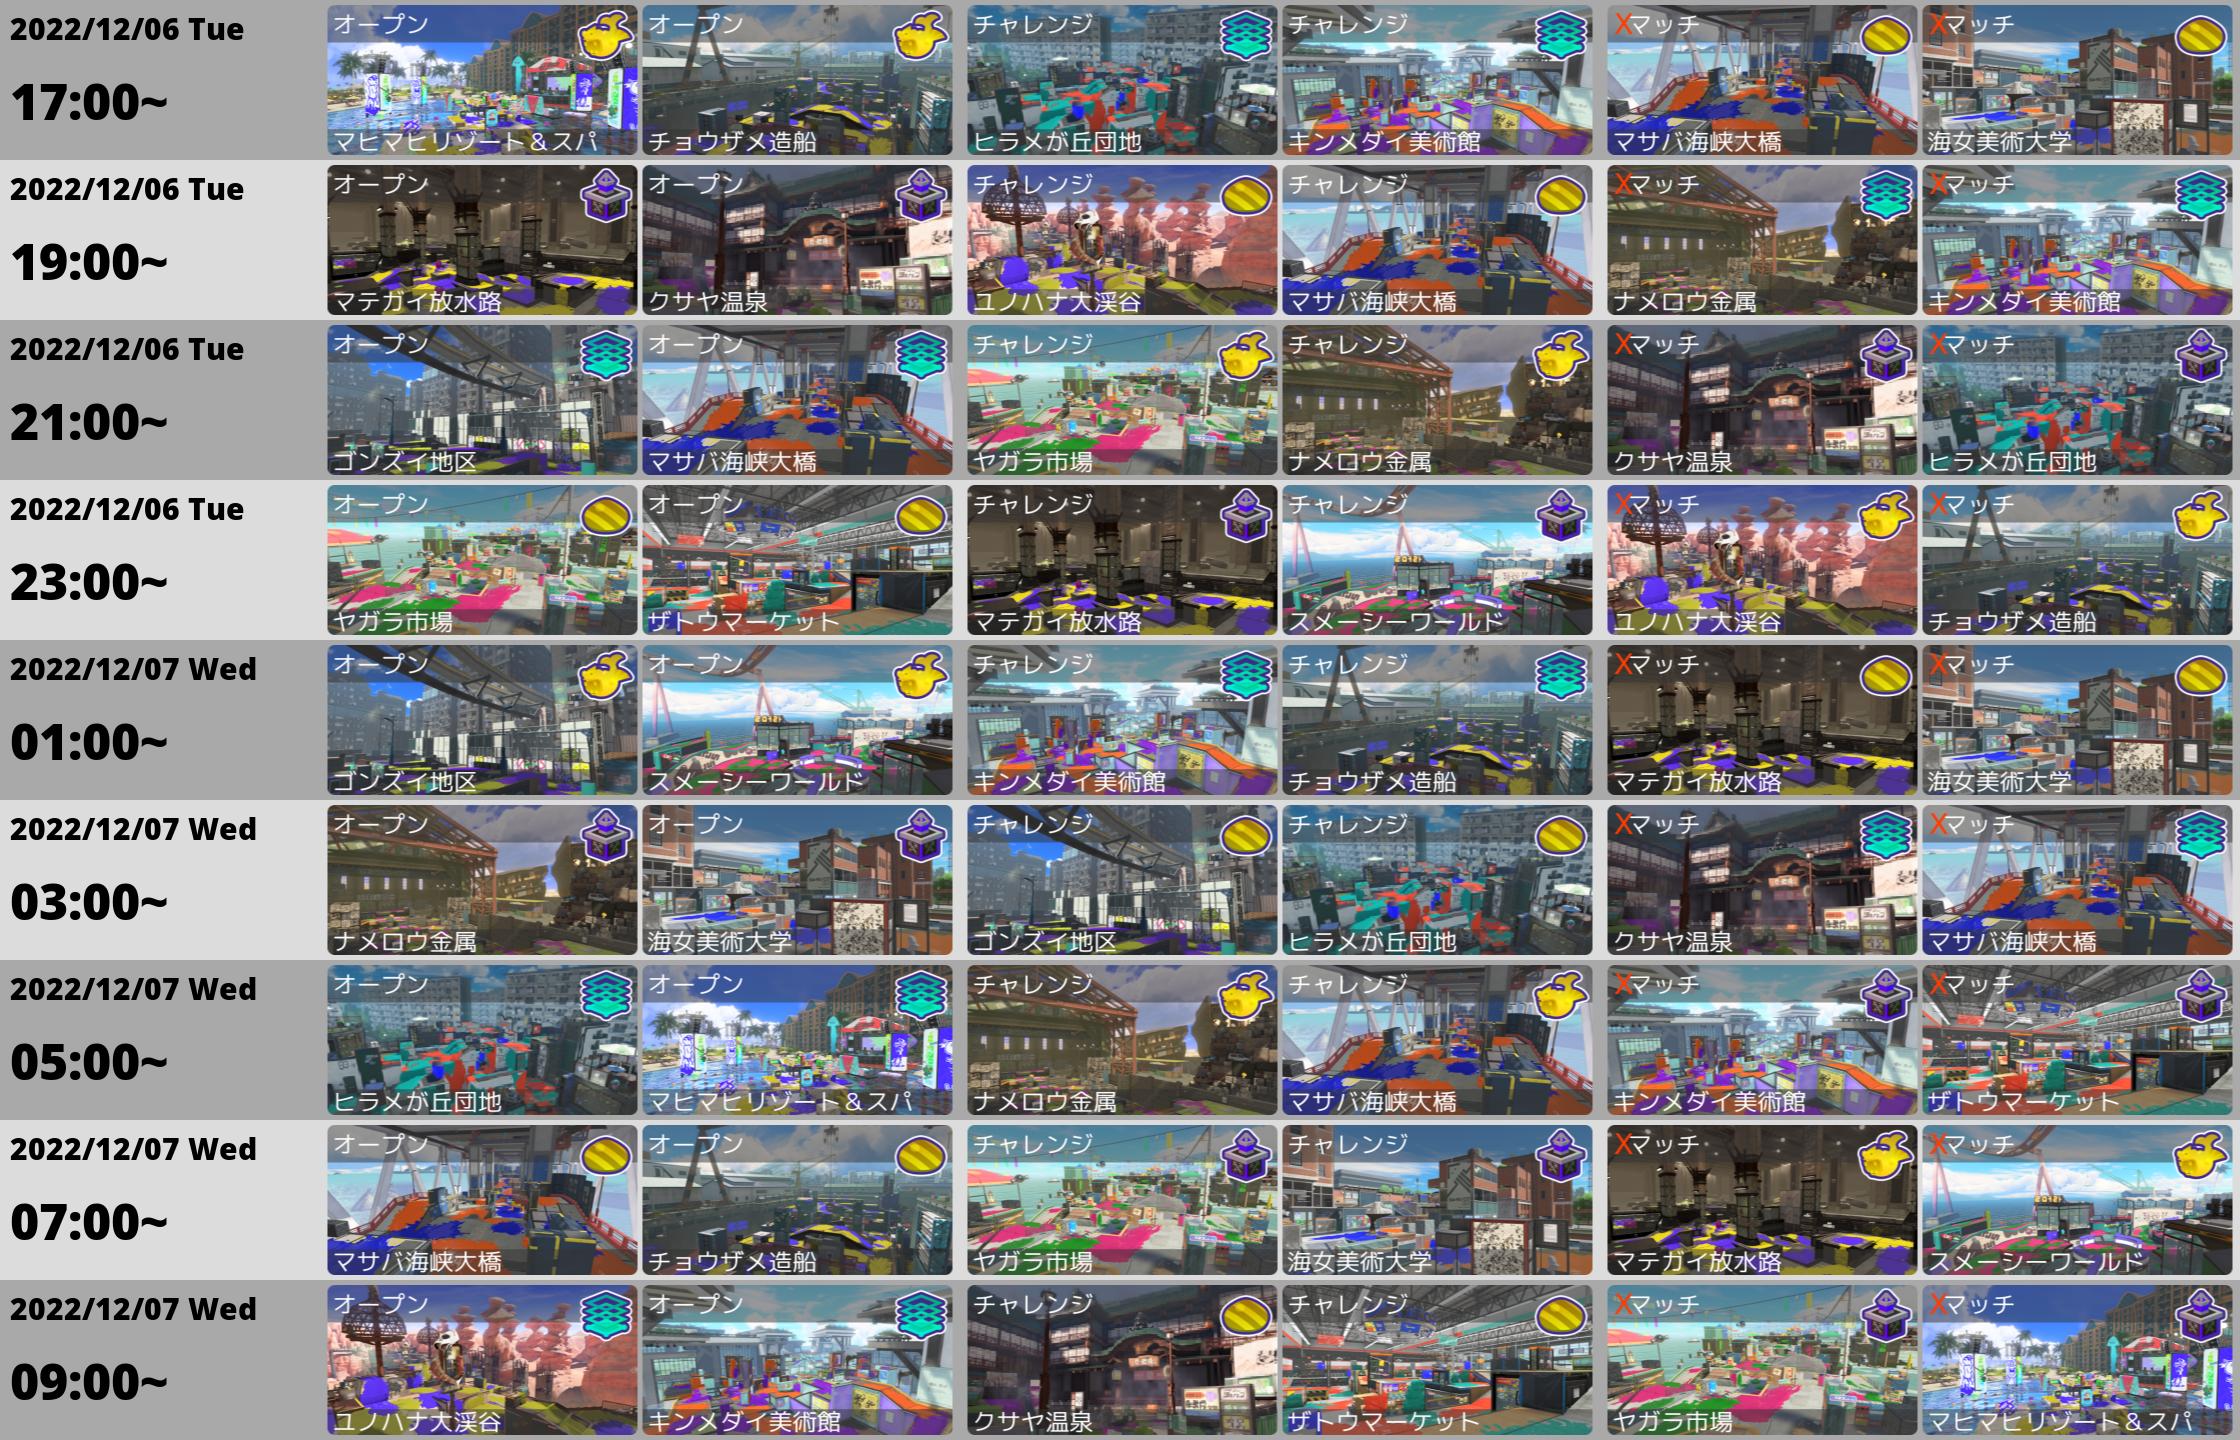 2022/12/06 Tue
17:00~
オープン
マヒマヒリゾート＆スパ
オープン
チョウザメ造船
チャレンジ
ヒラメが丘団地
チャレンジ
キンメダイ美術館
Xマッチ
マサバ海峡大橋
Xマッチ
海女美術大学
2022/12/06 Tue
19:00~
オープン
マテガイ放水路
オープン
クサヤ温泉
チャレンジ
ユノハナ大渓谷
チャレンジ
マサバ海峡大橋
Xマッチ
ナメロウ金属
Xマッチ
キンメダイ美術館
2022/12/06 Tue
21:00~
オープン
ゴンズイ地区
オープン
マサバ海峡大橋
チャレンジ
ヤガラ市場
チャレンジ
ナメロウ金属
Xマッチ
クサヤ温泉
Xマッチ
ヒラメが丘団地
2022/12/06 Tue
23:00~
オープン
ヤガラ市場
オープン
ザトウマーケット
チャレンジ
マテガイ放水路
チャレンジ
スメーシーワールド
Xマッチ
ユノハナ大渓谷
Xマッチ
チョウザメ造船
2022/12/07 Wed
01:00~
オープン
ゴンズイ地区
オープン
スメーシーワールド
チャレンジ
キンメダイ美術館
チャレンジ
チョウザメ造船
Xマッチ
マテガイ放水路
Xマッチ
海女美術大学
2022/12/07 Wed
03:00~
オープン
ナメロウ金属
オープン
海女美術大学
チャレンジ
ゴンズイ地区
チャレンジ
ヒラメが丘団地
Xマッチ
クサヤ温泉
Xマッチ
マサバ海峡大橋
2022/12/07 Wed
05:00~
オープン
ヒラメが丘団地
オープン
マヒマヒリゾート＆スパ
チャレンジ
ナメロウ金属
チャレンジ
マサバ海峡大橋
Xマッチ
キンメダイ美術館
Xマッチ
ザトウマーケット
2022/12/07 Wed
07:00~
オープン
マサバ海峡大橋
オープン
チョウザメ造船
チャレンジ
ヤガラ市場
チャレンジ
海女美術大学
Xマッチ
マテガイ放水路
Xマッチ
スメーシーワールド
2022/12/07 Wed
09:00~
オープン
ユノハナ大渓谷
オープン
キンメダイ美術館
チャレンジ
クサヤ温泉
チャレンジ
ザトウマーケット
Xマッチ
ヤガラ市場
Xマッチ
マヒマヒリゾート＆スパ